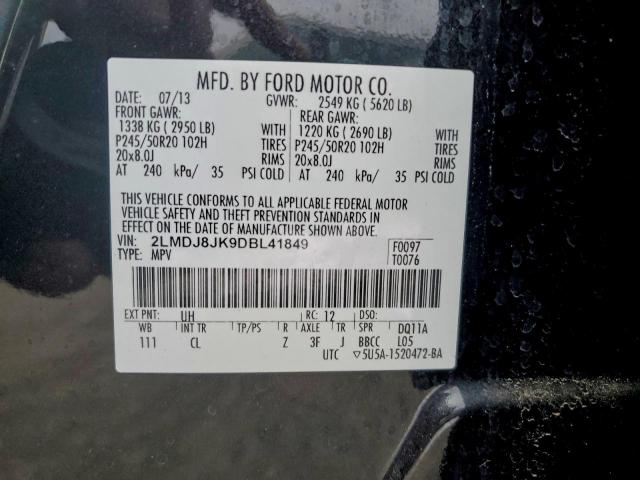 MFD. BY FORD MOTOR CO.
DATE: 07/13 GVWR: 2549 KG ( 5620 LB)
FRONT GAWR: REAR GAWR:
1338 KG ( 2950 LB) WITH 1220 KG ( 2690 LB) WITH
P245/50R20 102H TIRES P245/50R20 102H TIRES
20x8.0J RIMS 20x8.0J RIMS
AT 240 kPa/ 35 PSI COLD AT 240 kPa/ 35 PSI COLD
THIS VEHICLE CONFORMS TO ALL APPLICABLE FEDERAL MOTOR
VEHICLE SAFETY AND THEFT PREVENTION STANDARDS IN
EFFECT ON THE DATE OF MANUFACTURE SHOWN ABOVE.
VIN: 2LMDJ8JK9DBL41849 F0097
TYPE: MPV T0076
EXT PNT: UH RC: 12 DSO:
WB INT TR TP/PS R AXLE TR SPR DQ11A
111 CL Z 3F J BBCC L05
UTC ▽5U5A-1520472-BA